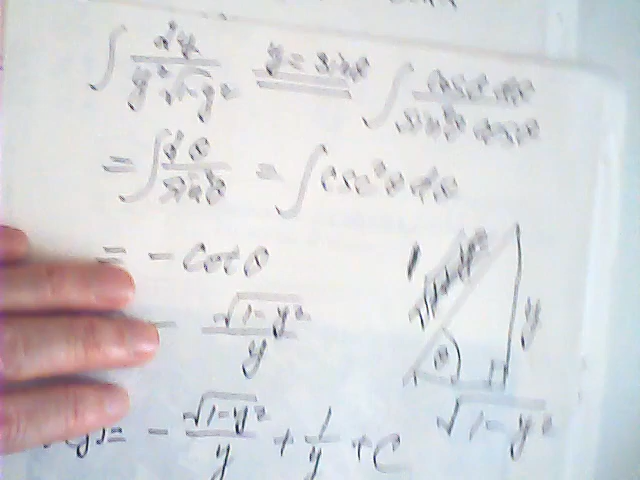 ∫ dy / (y²√1-y²) y = sinθ ∫ cosθ dθ / (sin²θ cosθ)
= ∫ dθ / sin²θ = ∫ csc²θ dθ
= - cot θ
- √(1-y²) / y
1
y
θ
√(1-y²)
= - √(1-y²) / y + 1/y + C